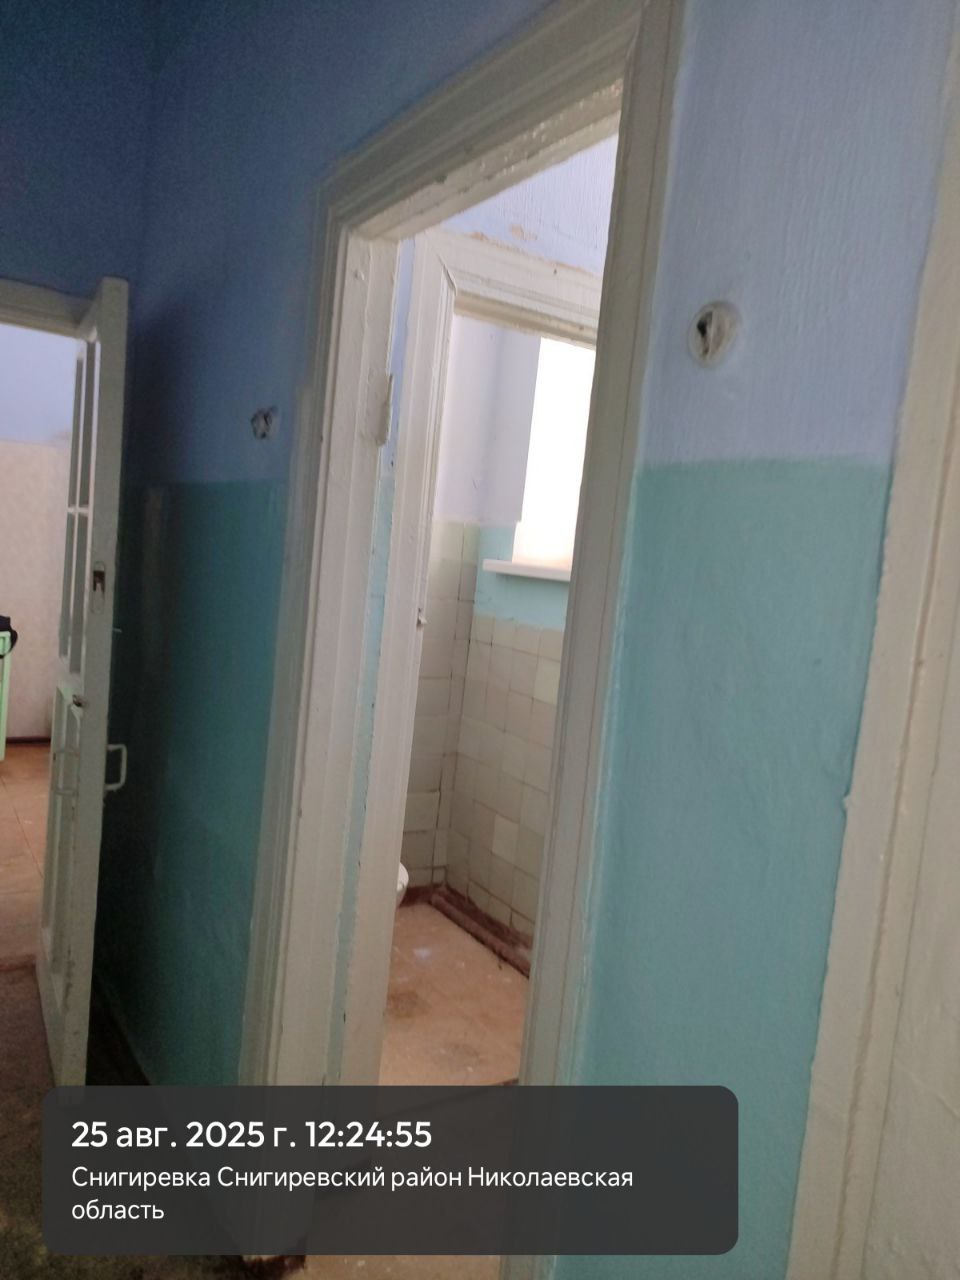 25 авг. 2025 г. 12:24:55
Снигиревка Снигиревский район Николаевская
область